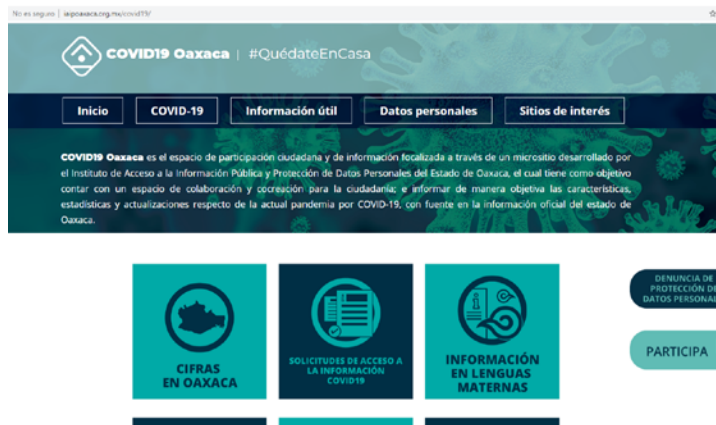 No es seguro | iaipoaxaca.org.mx/covid19/
COVID19 Oaxaca | #QuédateEnCasa
Inicio COVID-19 Información útil Datos personales Sitios de interés
COVID19 Oaxaca es el espacio de participación ciudadana y de información focalizada a través de un micrositio desarrollado por
el Instituto de Acceso a la Información Pública y Protección de Datos Personales del Estado de Oaxaca, el cual tiene como objetivo
contar con un espacio de colaboración y cocreación para la ciudadanía; e informar de manera objetiva las características,
estadísticas y actualizaciones respecto de la actual pandemia por COVID-19, con fuente en la información oficial del estado de
Oaxaca.
CIFRAS
EN OAXACA
SOLICITUDES DE ACCESO A
LA INFORMACIÓN
COVID19
INFORMACIÓN
EN LENGUAS
MATERNAS
DENUNCIA DE
PROTECCIÓN DE
DATOS PERSONAL
PARTICIPA